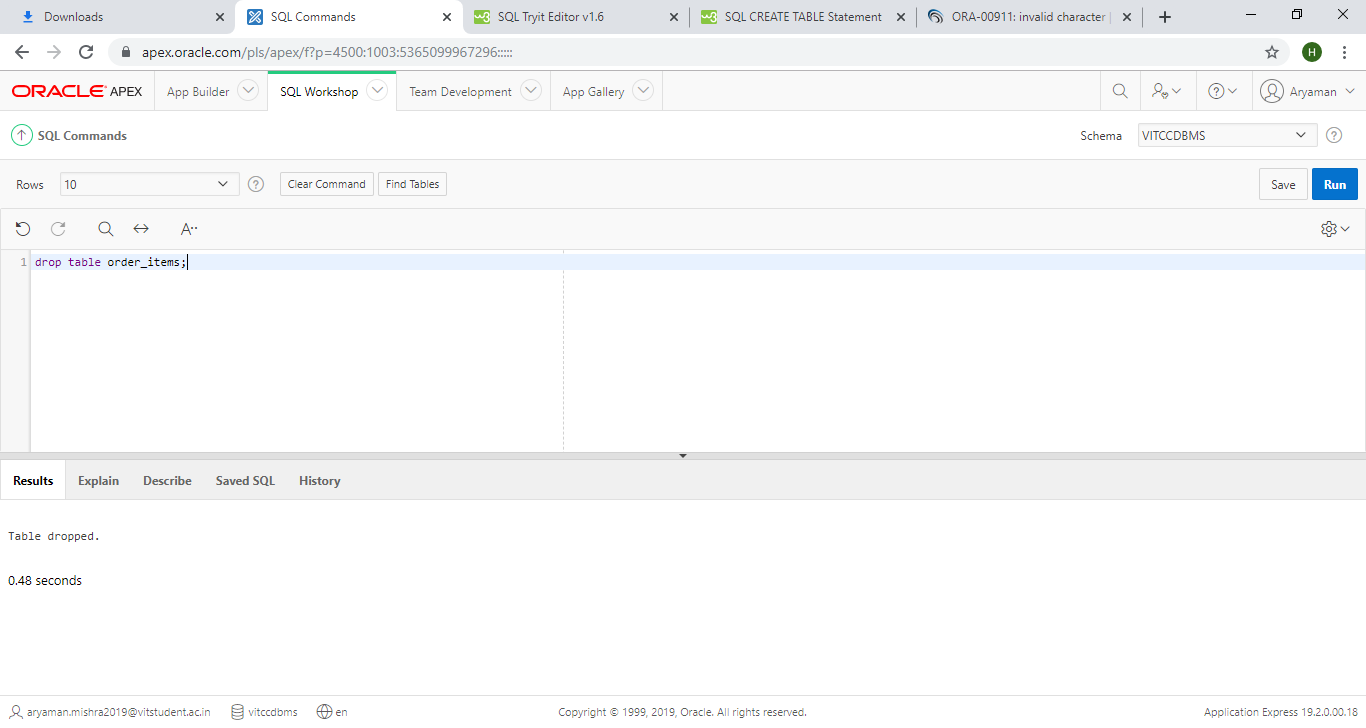 Downloads
SQL Commands
SQL Tryit Editor v1.6
SQL CREATE TABLE Statement
ORA-00911: invalid character |
apex.oracle.com/pls/apex/f?p=4500:1003:5365099967296:::::
H
ORACLE APEX
App Builder
SQL Workshop
Team Development
App Gallery
Aryaman
SQL Commands
Schema
VITCCDBMS
Rows
10
Clear Command
Find Tables
Save
Run
A··
1 drop table order_items;
Results
Explain
Describe
Saved SQL
History
Table dropped.
0.48 seconds
aryaman.mishra2019@vitstudent.ac.in
vitccdbms
en
Copyright © 1999, 2019, Oracle. All rights reserved.
Application Express 19.2.0.00.18